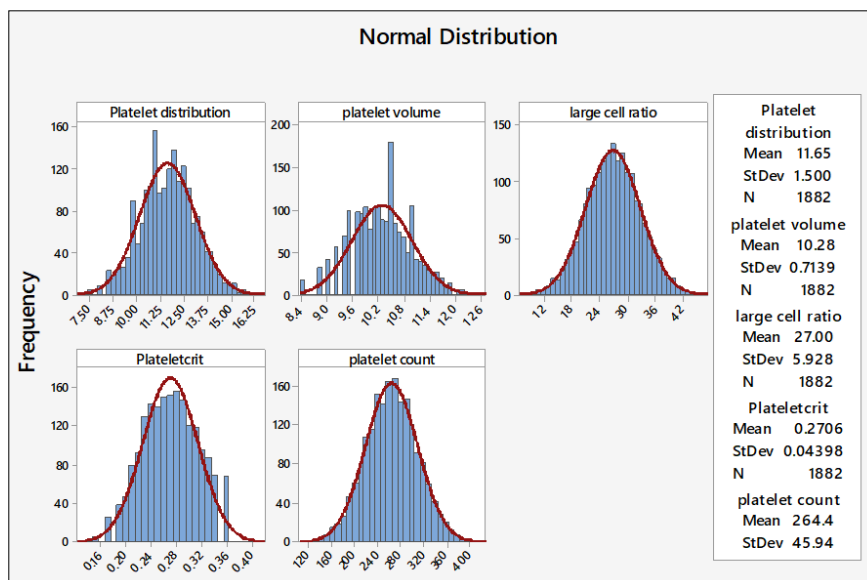 Normal Distribution
Platelet distribution
platelet volume
large cell ratio
160
120
80
40
0
200
150
100
50
0
150
100
50
0
7.50 8.75 10.00 11.25 12.50 13.75 15.00 16.25
8.4 9.0 9.6 10.2 10.8 11.4 12.0 12.6
12 18 24 30 36 42
Frequency
Plateletcrit
platelet count
160
120
80
40
0
160
120
80
40
0
0.16 0.20 0.24 0.28 0.32 0.36 0.40
120 160 200 240 280 320 360 400
Platelet
distribution
Mean 11.65
StDev 1.500
N 1882
platelet volume
Mean 10.28
StDev 0.7139
N 1882
large cell ratio
Mean 27.00
StDev 5.928
N 1882
Plateletcrit
Mean 0.2706
StDev 0.04398
N 1882
platelet count
Mean 264.4
StDev 45.94